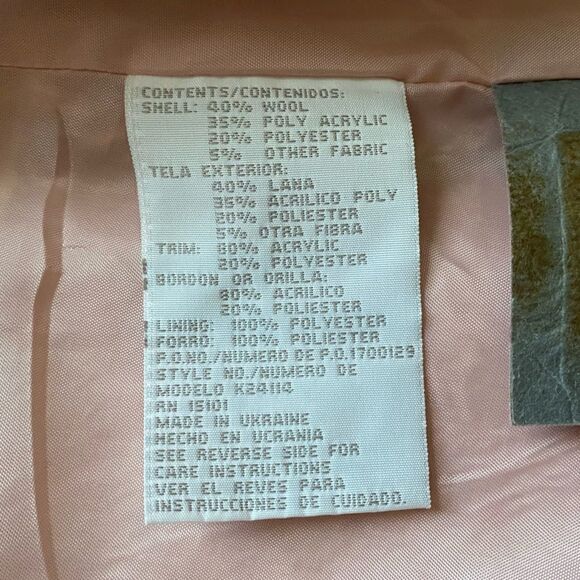 CONTENTS/CONTENIDOS:
SHELL: 40% WOOL
35% POLY ACRYLIC
20% POLYESTER
5% OTHER FABRIC
TELA EXTERIOR:
40% LANA
35% ACRILICO POLY
20% POLIESTER
5% OTRA FIBRA
TRIM: 80% ACRYLIC
20% POLYESTER
BORDON OR ORILLA:
80% ACRILICO
20% POLIESTER
LINING: 100% POLYESTER
FORRO: 100% POLIESTER
P.O.NO./NUMERO DE P.O.1700129
STYLE NO./NUMERO DE
MODELO K24114
RN 15101
MADE IN UKRAINE
HECHO EN UCRANIA
SEE REVERSE SIDE FOR
CARE INSTRUCTIONS
VER EL REVES PARA
INSTRUCCIONES DE CUIDADO.